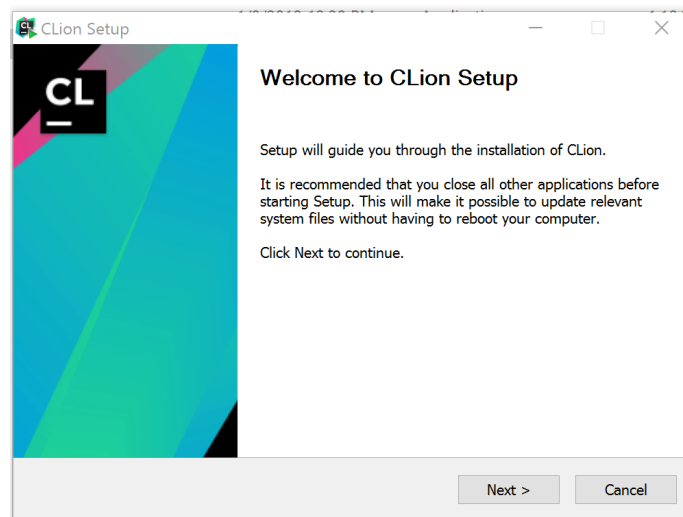 CLion Setup
CL
Welcome to CLion Setup
Setup will guide you through the installation of CLion.
It is recommended that you close all other applications before
starting Setup. This will make it possible to update relevant
system files without having to reboot your computer.
Click Next to continue.
Next >
Cancel